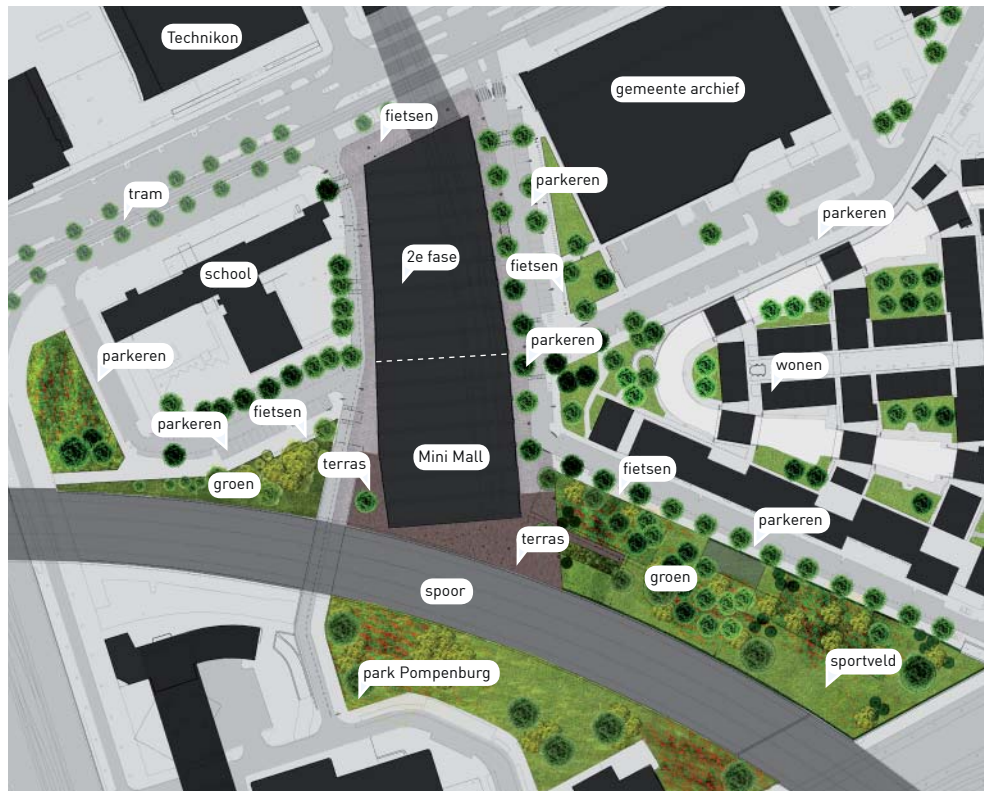 Technikon
gemeente archief
fietsen
parkeren
tram
parkeren
2e fase
fietsen
school
parkeren
parkeren
wonen
fietsen
parkeren
Mini Mall
terras
fietsen
groen
parkeren
terras
groen
spoor
sportveld
park Pompenburg